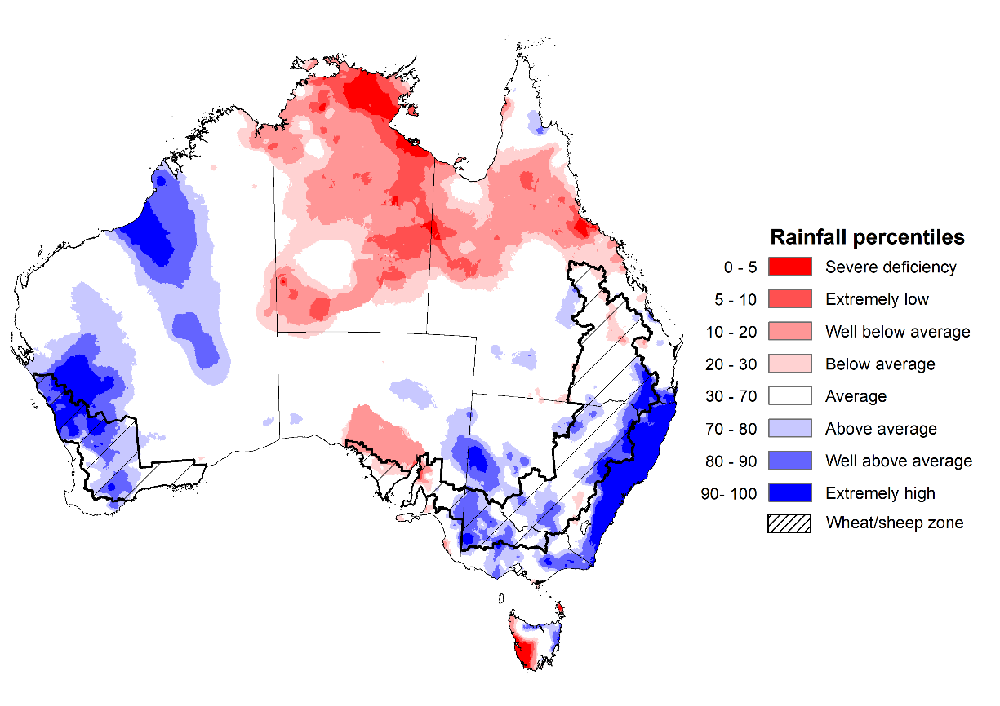 Rainfall percentiles
0 - 5 Severe deficiency
5 - 10 Extremely low
10 - 20 Well below average
20 - 30 Below average
30 - 70 Average
70 - 80 Above average
80 - 90 Well above average
90- 100 Extremely high
Wheat/sheep zone